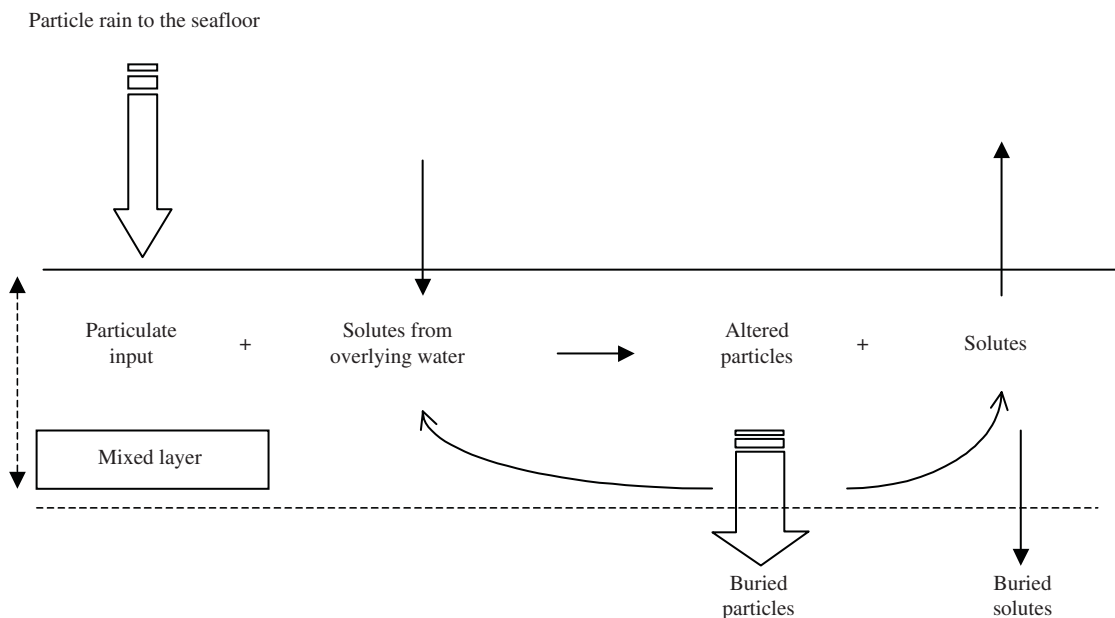 Particle rain to the seafloor
Particulate
input
+
Solutes from
overlying water
Altered
particles
+
Solutes
Mixed layer
Buried
particles
Buried
solutes